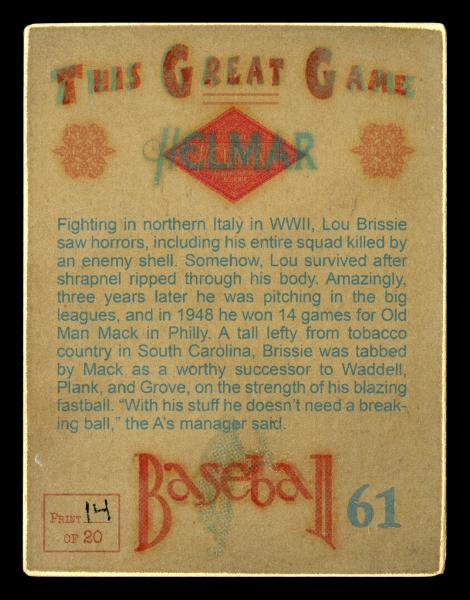 This Great Game
HELMAR
Fighting in northern Italy in WWII, Lou Brissie
saw horrors, including his entire squad killed by
an enemy shell. Somehow, Lou survived after
shrapnel ripped through his body. Amazingly,
three years later he was pitching in the big
leagues, and in 1948 he won 14 games for Old
Man Mack in Philly. A tall lefty from tobacco
country in South Carolina, Brissie was tabbed
by Mack as a worthy successor to Waddell,
Plank, and Grove, on the strength of his blazing
fastball. “With his stuff he doesn’t need a break-
ing ball,” the A’s manager said.
Baseball
61
Print 14
of 20